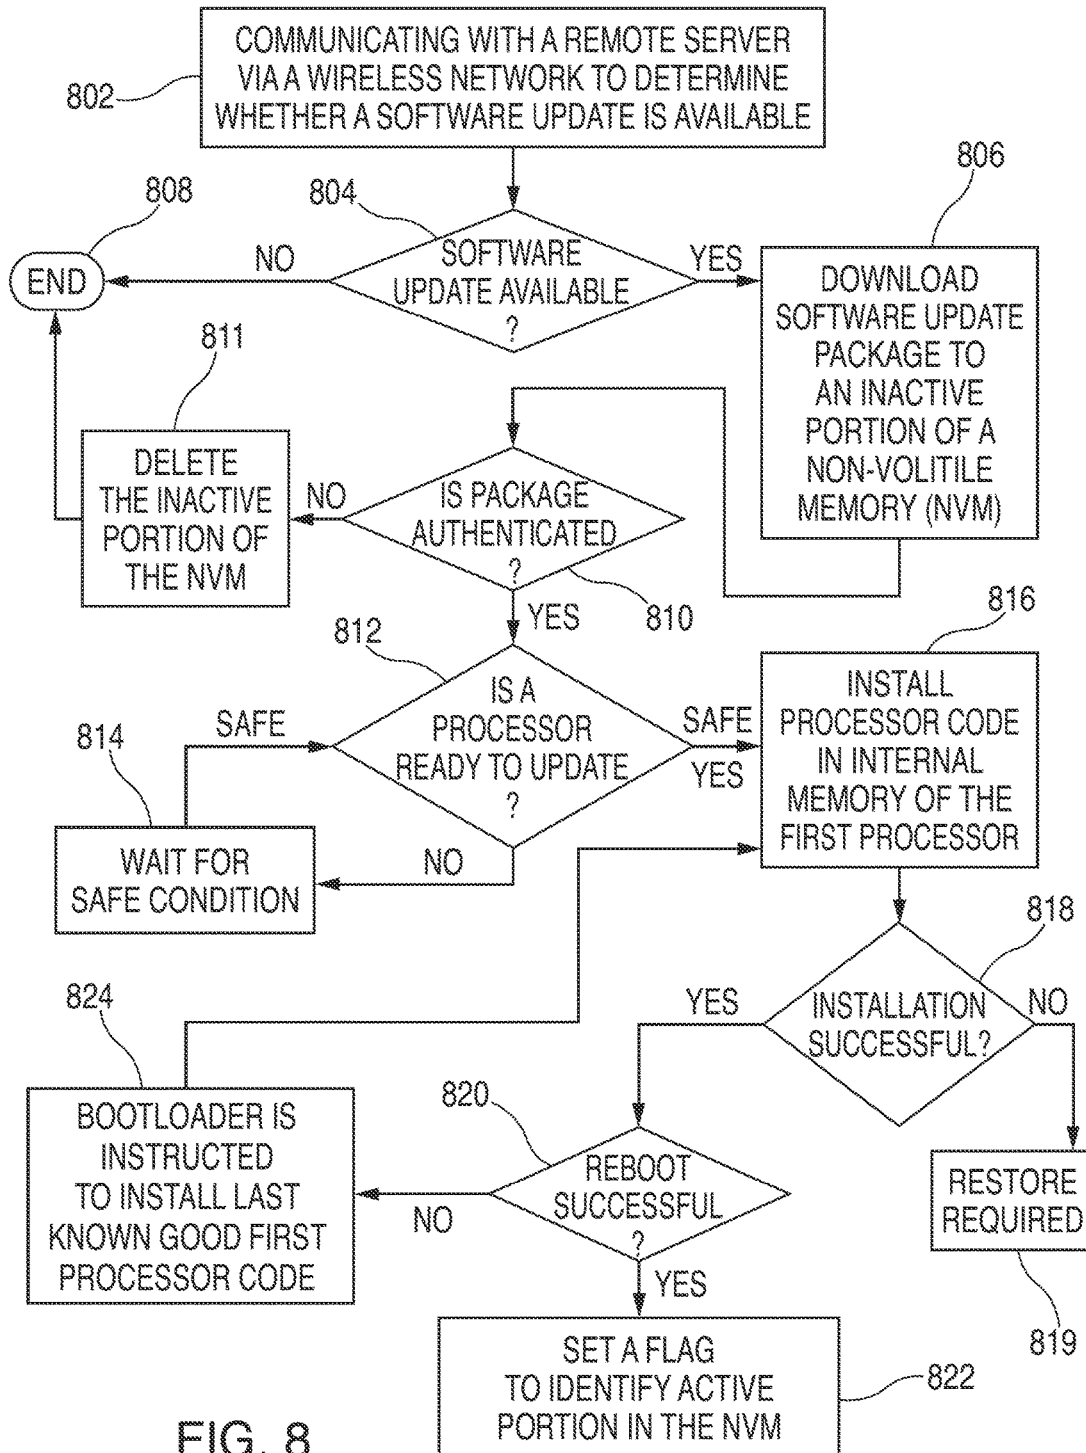 COMMUNICATING WITH A REMOTE SERVER
VIA A WIRELESS NETWORK TO DETERMINE
WHETHER A SOFTWARE UPDATE IS AVAILABLE
802
804
SOFTWARE
UPDATE AVAILABLE
?
NO
YES
808
END
806
DOWNLOAD
SOFTWARE UPDATE
PACKAGE TO
AN INACTIVE
PORTION OF A
NON-VOLITILE
MEMORY (NVM)
811
DELETE
THE INACTIVE
PORTION OF
THE NVM
NO
IS PACKAGE
AUTHENTICATED
?
810
YES
812
IS A
PROCESSOR
READY TO UPDATE
?
SAFE
814
WAIT FOR
SAFE CONDITION
NO
SAFE
YES
816
INSTALL
PROCESSOR CODE
IN INTERNAL
MEMORY OF THE
FIRST PROCESSOR
818
INSTALLATION
SUCCESSFUL?
YES
NO
824
BOOTLOADER IS
INSTRUCTED
TO INSTALL LAST
KNOWN GOOD FIRST
PROCESSOR CODE
820
REBOOT
SUCCESSFUL
?
NO
YES
RESTORE
REQUIRED
819
SET A FLAG
TO IDENTIFY ACTIVE
PORTION IN THE NVM
822
FIG. 8